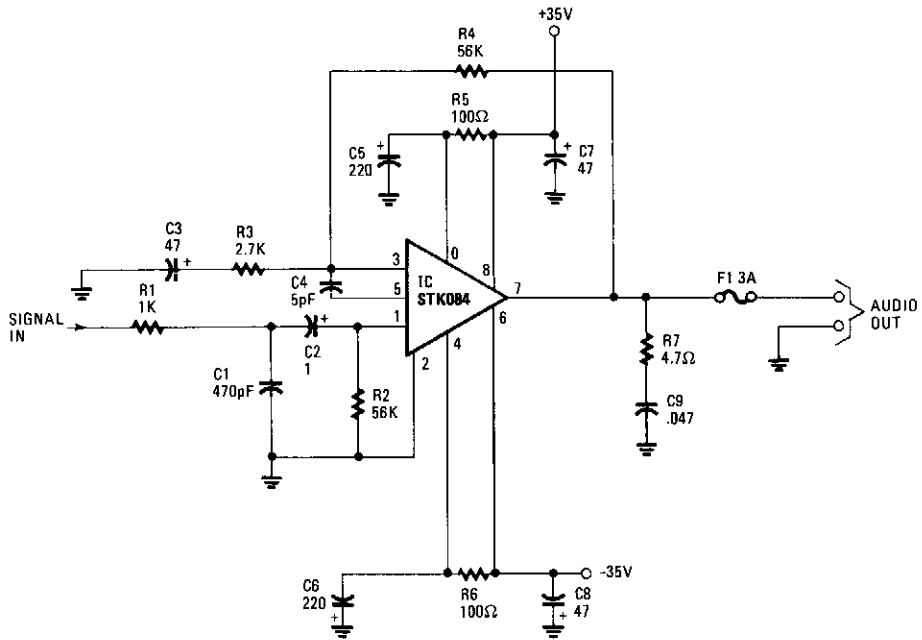 +35V
R4
56K
R5
100Ω
C5
220
+
+
C7
47
C3
47
+
R3
2.7K
3
0
8
C4
5pF
5
IC
STK084
7
F1 3A
R1
1K
SIGNAL
IN
+
1
6
AUDIO
OUT
C2
1
2
4
R7
4.7Ω
C1
470pF
R2
56K
C9
.047
-35V
C6
220
+
R6
100Ω
C8
47
+